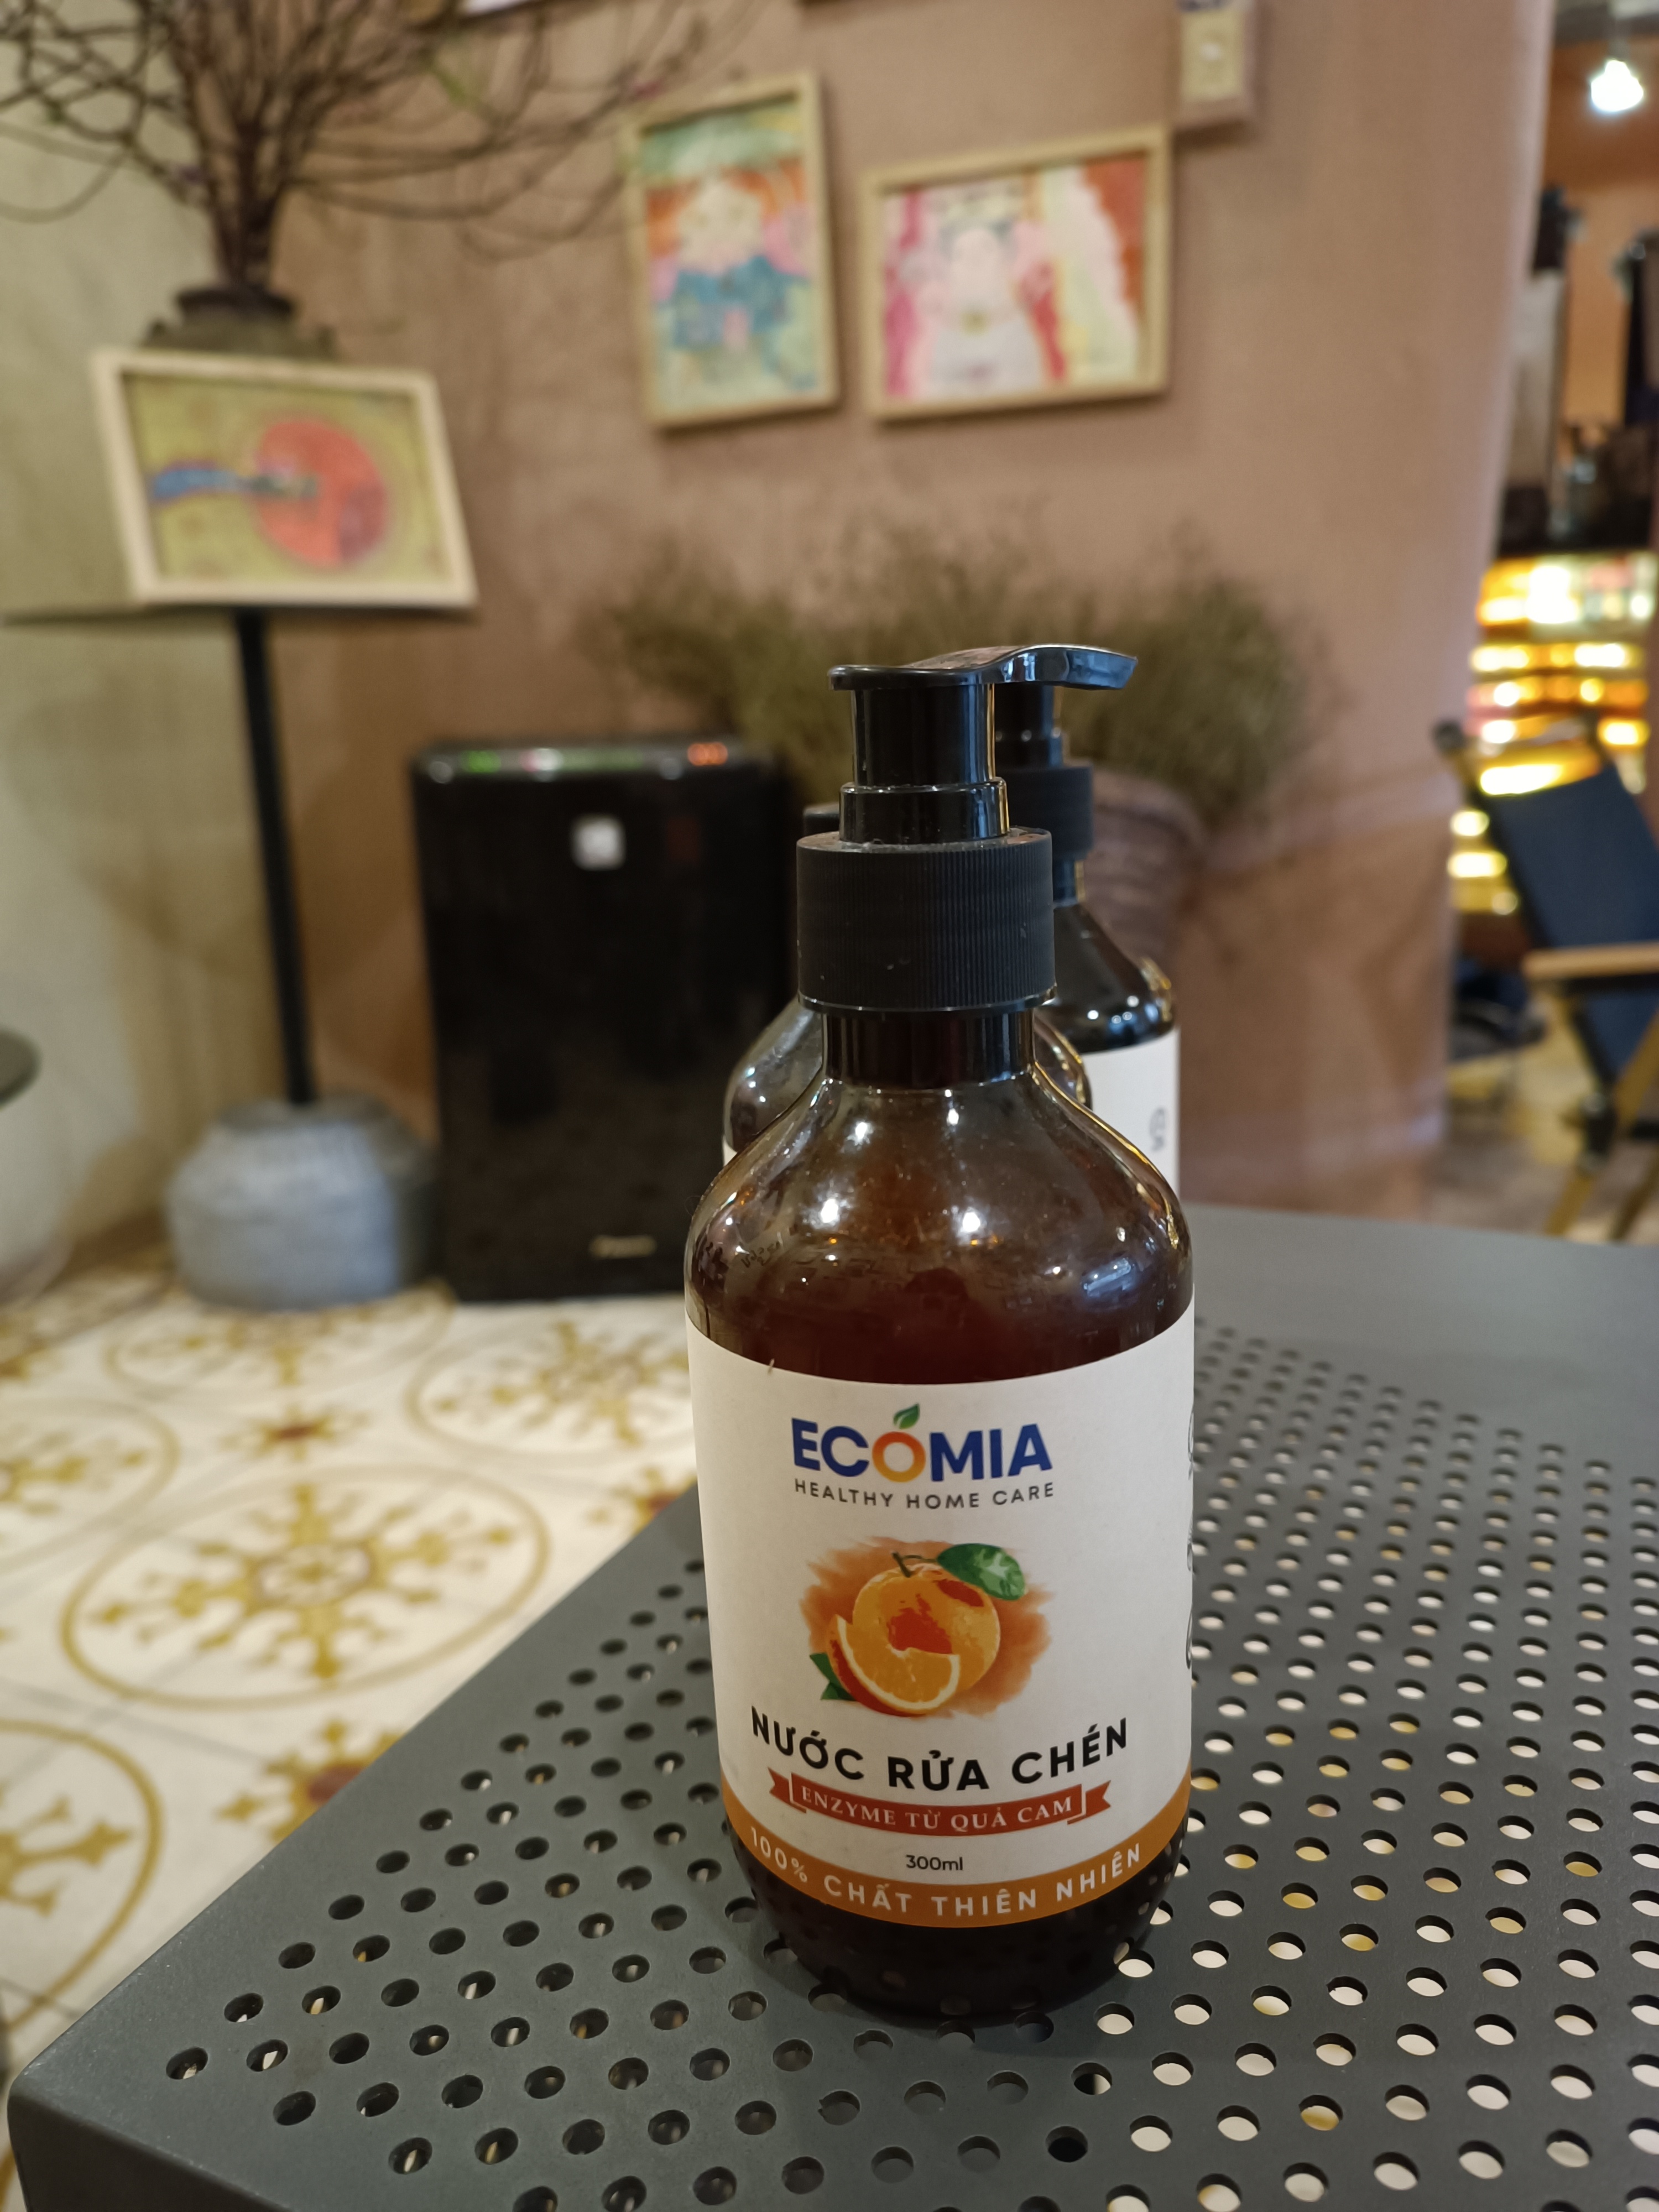 ECOMIA
HEALTHY HOME CARE
NƯỚC RỬA CHÉN
ENZYME TỪ QUẢ CAM
300ml
100% CHẤT THIÊN NHIÊN